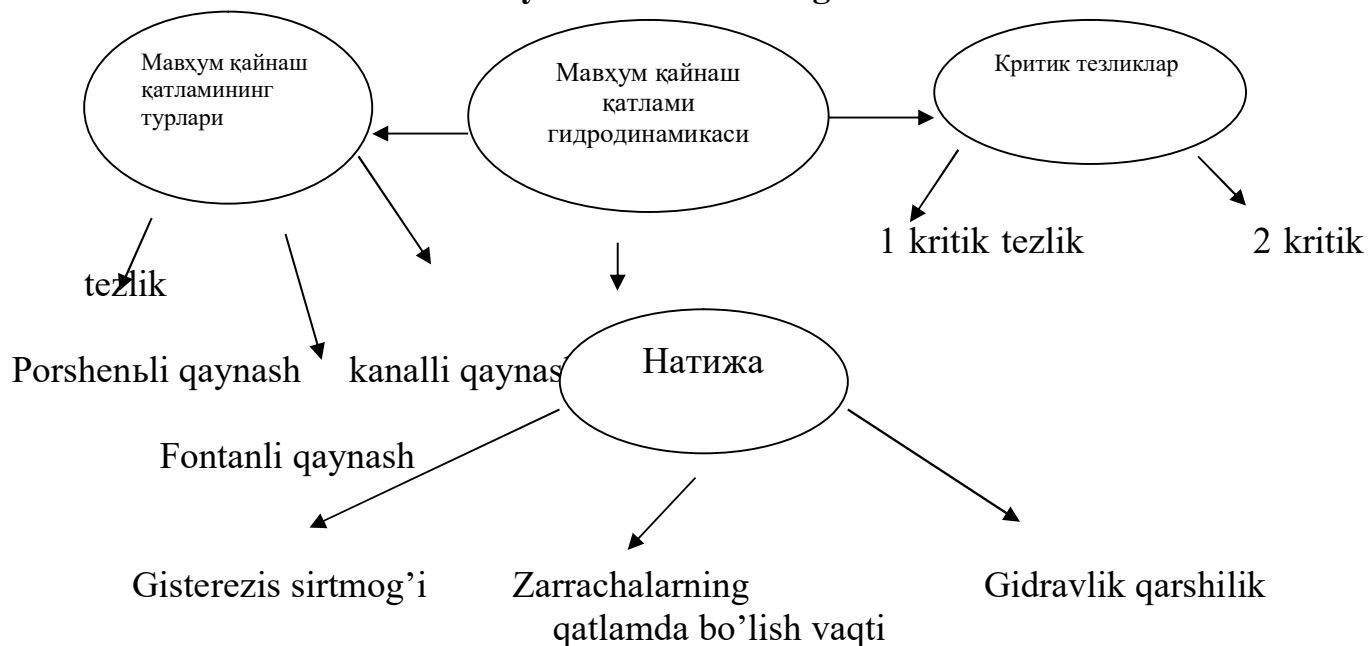 Мавҳум қайнаш
қатламининг
турлари
Мавҳум қайнаш
қатлами
гидродинамикаси
Критик тезликлар
1 kritik tezlik
2 kritik
tezlik
Porshenьli qaynash
kanalli qaynas
Натижа
Fontanli qaynash
Gisterezis sirtmog’i
Zarrachalarning
Gidravlik qarshilik
qatlamda bo’lish vaqti